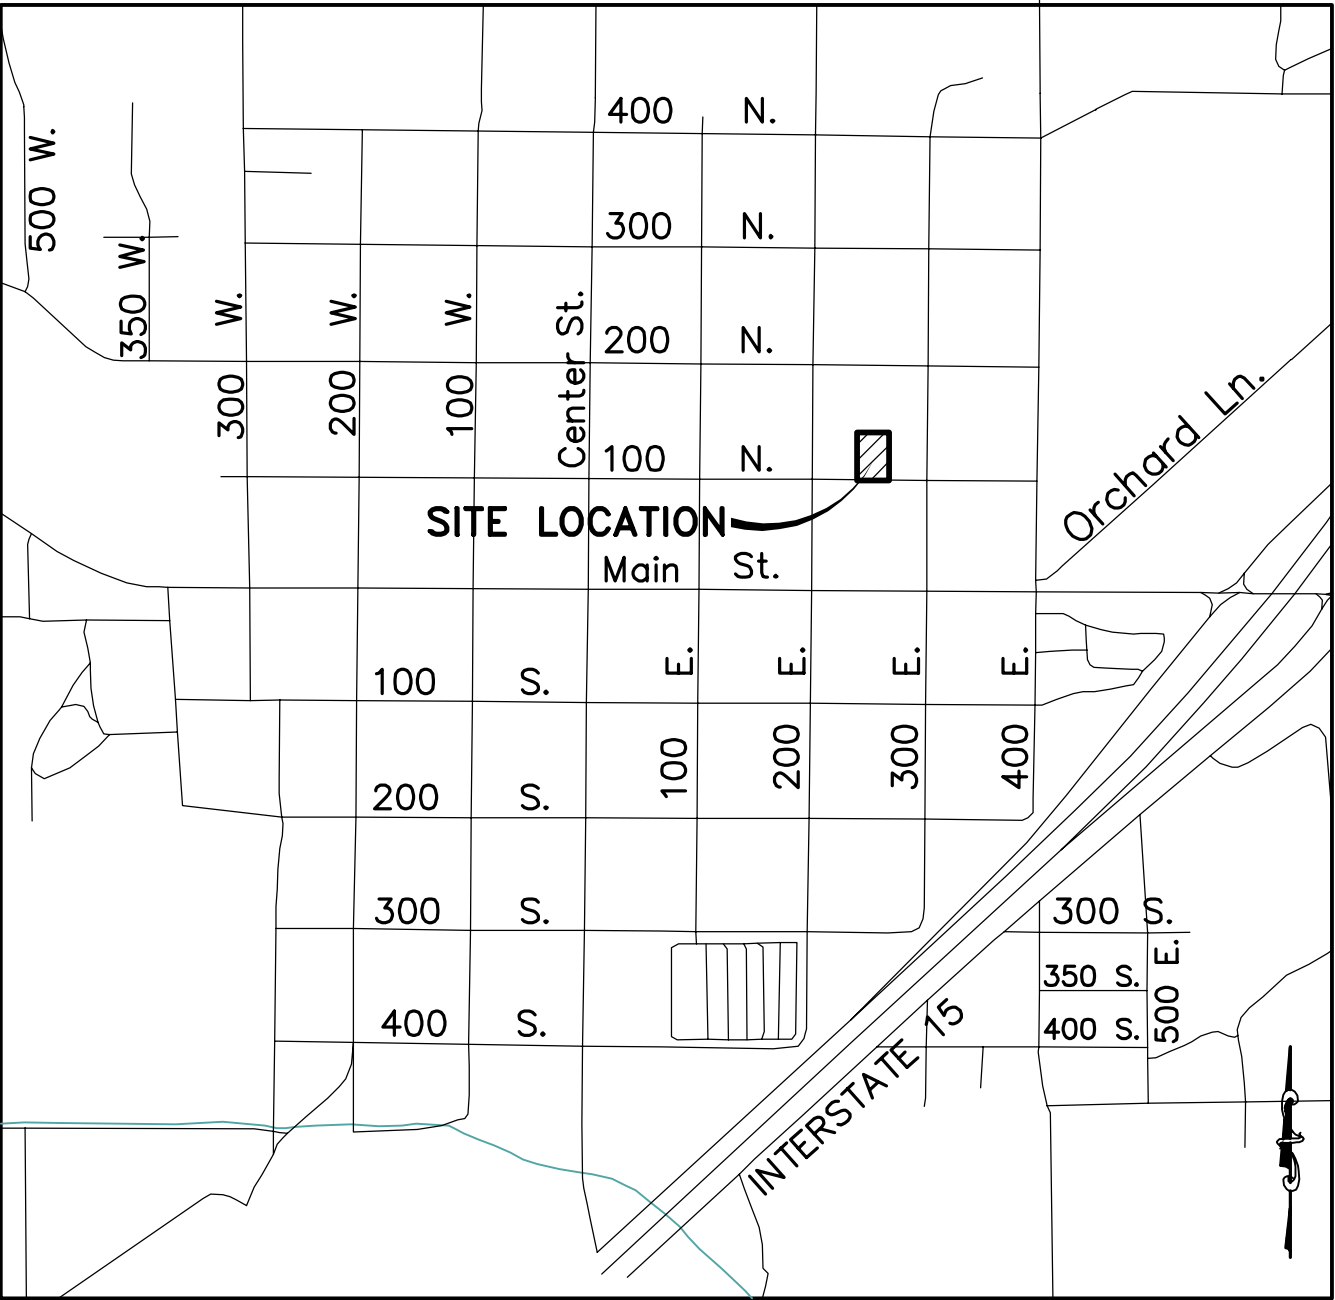 400 N.
500 W.
300 N.
350 W.
300 W.
200 W.
100 W.
Center St.
200 N.
Orchard Ln.
100 N.
SITE LOCATION
Main St.
100 S.
100 E.
200 E.
300 E.
400 E.
200 S.
300 S.
300 S.
350 S.
500 E.
400 S.
400 S.
INTERSTATE 15